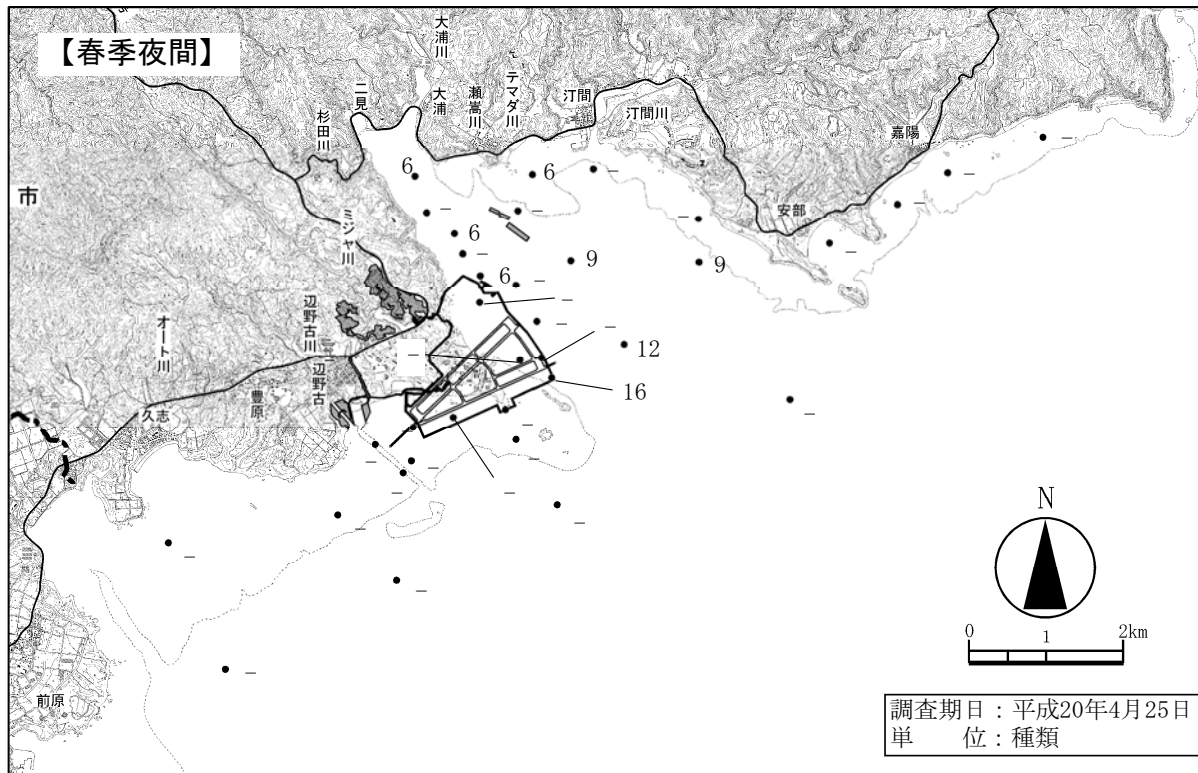 【春季夜間】
大浦川
二見
大浦
瀬嵩川
テマダ川
汀間
汀間川
杉田川
嘉陽
市
安部
ミジャ川
辺野古川
辺野古
オート川
豊原
久志
前原
6
6
－
－
－
－
－
－
6
－
－
－
9
9
6
－
－
－
－
12
－
16
－
－
－
－
－
－
－
－
－
－
－
－
N
0 1 2km
調査期日：平成20年4月25日
単　　位：種類